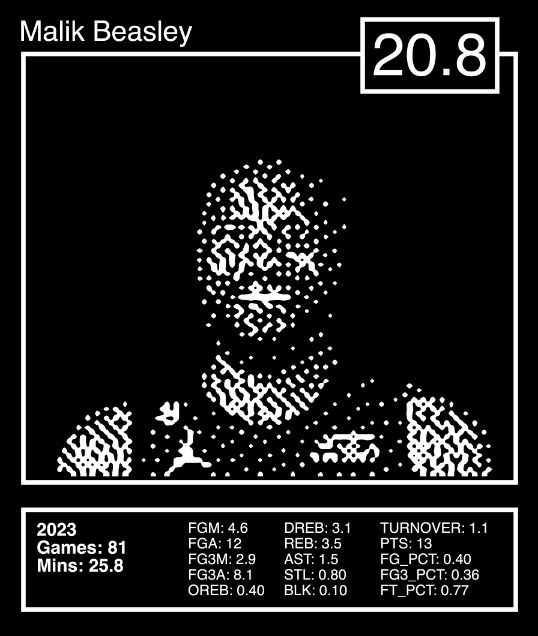 Malik Beasley
20.8
2023
Games: 81
Mins: 25.8
FGM: 4.6
FGA: 12
FG3M: 2.9
FG3A: 8.1
OREB: 0.40
DREB: 3.1
REB: 3.5
AST: 1.5
STL: 0.80
BLK: 0.10
TURNOVER: 1.1
PTS: 13
FG_PCT: 0.40
FG3_PCT: 0.36
FT_PCT: 0.77